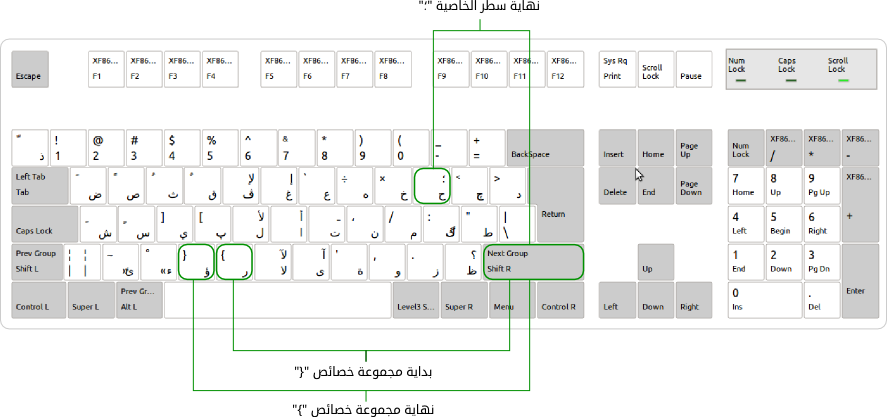 نهاية سطر الخاصية "؛"
Escape XF86... F1 XF86... F2 XF86... F3 XF86... F4 XF86... F5 XF86... F6 XF86... F7 XF86... F8 XF86... F9 XF86... F10 XF86... F11 XF86... F12 Sys Rq Print Scroll Lock Pause Num Lock Caps Lock Scroll Lock
ذ ! 1 @ 2 # 3 $ 4 % 5 ^ 6 & 7 * 8 ) 9 ( 0 _ - + = BackSpace Insert Home Page Up Num Lock XF86... / XF86... * XF86... -
Left Tab Tab ض ص ث ق لإ ف إ غ ع ÷ ه × خ ؛ ح < چ > د Delete End Page Down 7 Home 8 Up 9 Pg Up XF86... +
Caps Lock ش س ] ي [ پ لأ ل أ ا ـ ت ، ن / م : " ط | \ Return 4 Left 5 Begin 6 Right
Prev Group Shift L ¦ ¦ | | ~ « » } ؤ { ر لآ لا آ ى ' ة , و . ز ؟ ظ Next Group Shift R Up 1 End 2 Down 3 Pg Dn Enter
Control L Super L Prev Gr... Alt L Level3 S... Super R Menu Control R Left Down Right 0 Ins . Del
بداية مجموعة خصائص "{"
نهاية مجموعة خصائص "}"